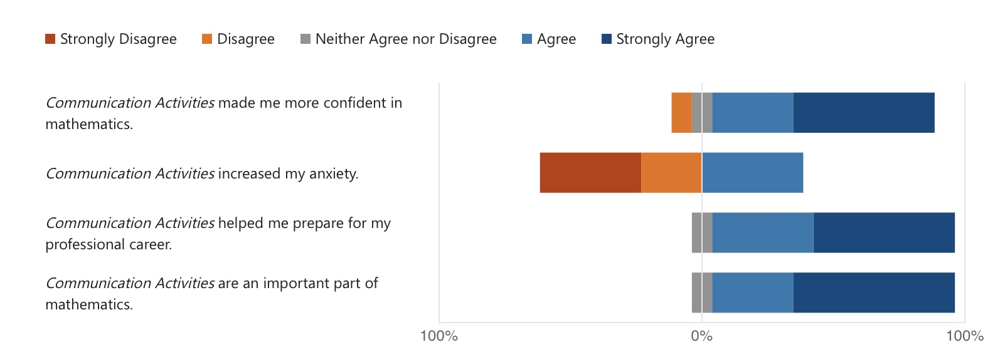 Strongly Disagree Disagree Neither Agree nor Disagree Agree Strongly Agree
Communication Activities made me more confident in
mathematics.
Communication Activities increased my anxiety.
Communication Activities helped me prepare for my
professional career.
Communication Activities are an important part of
mathematics.
100% 0% 100%